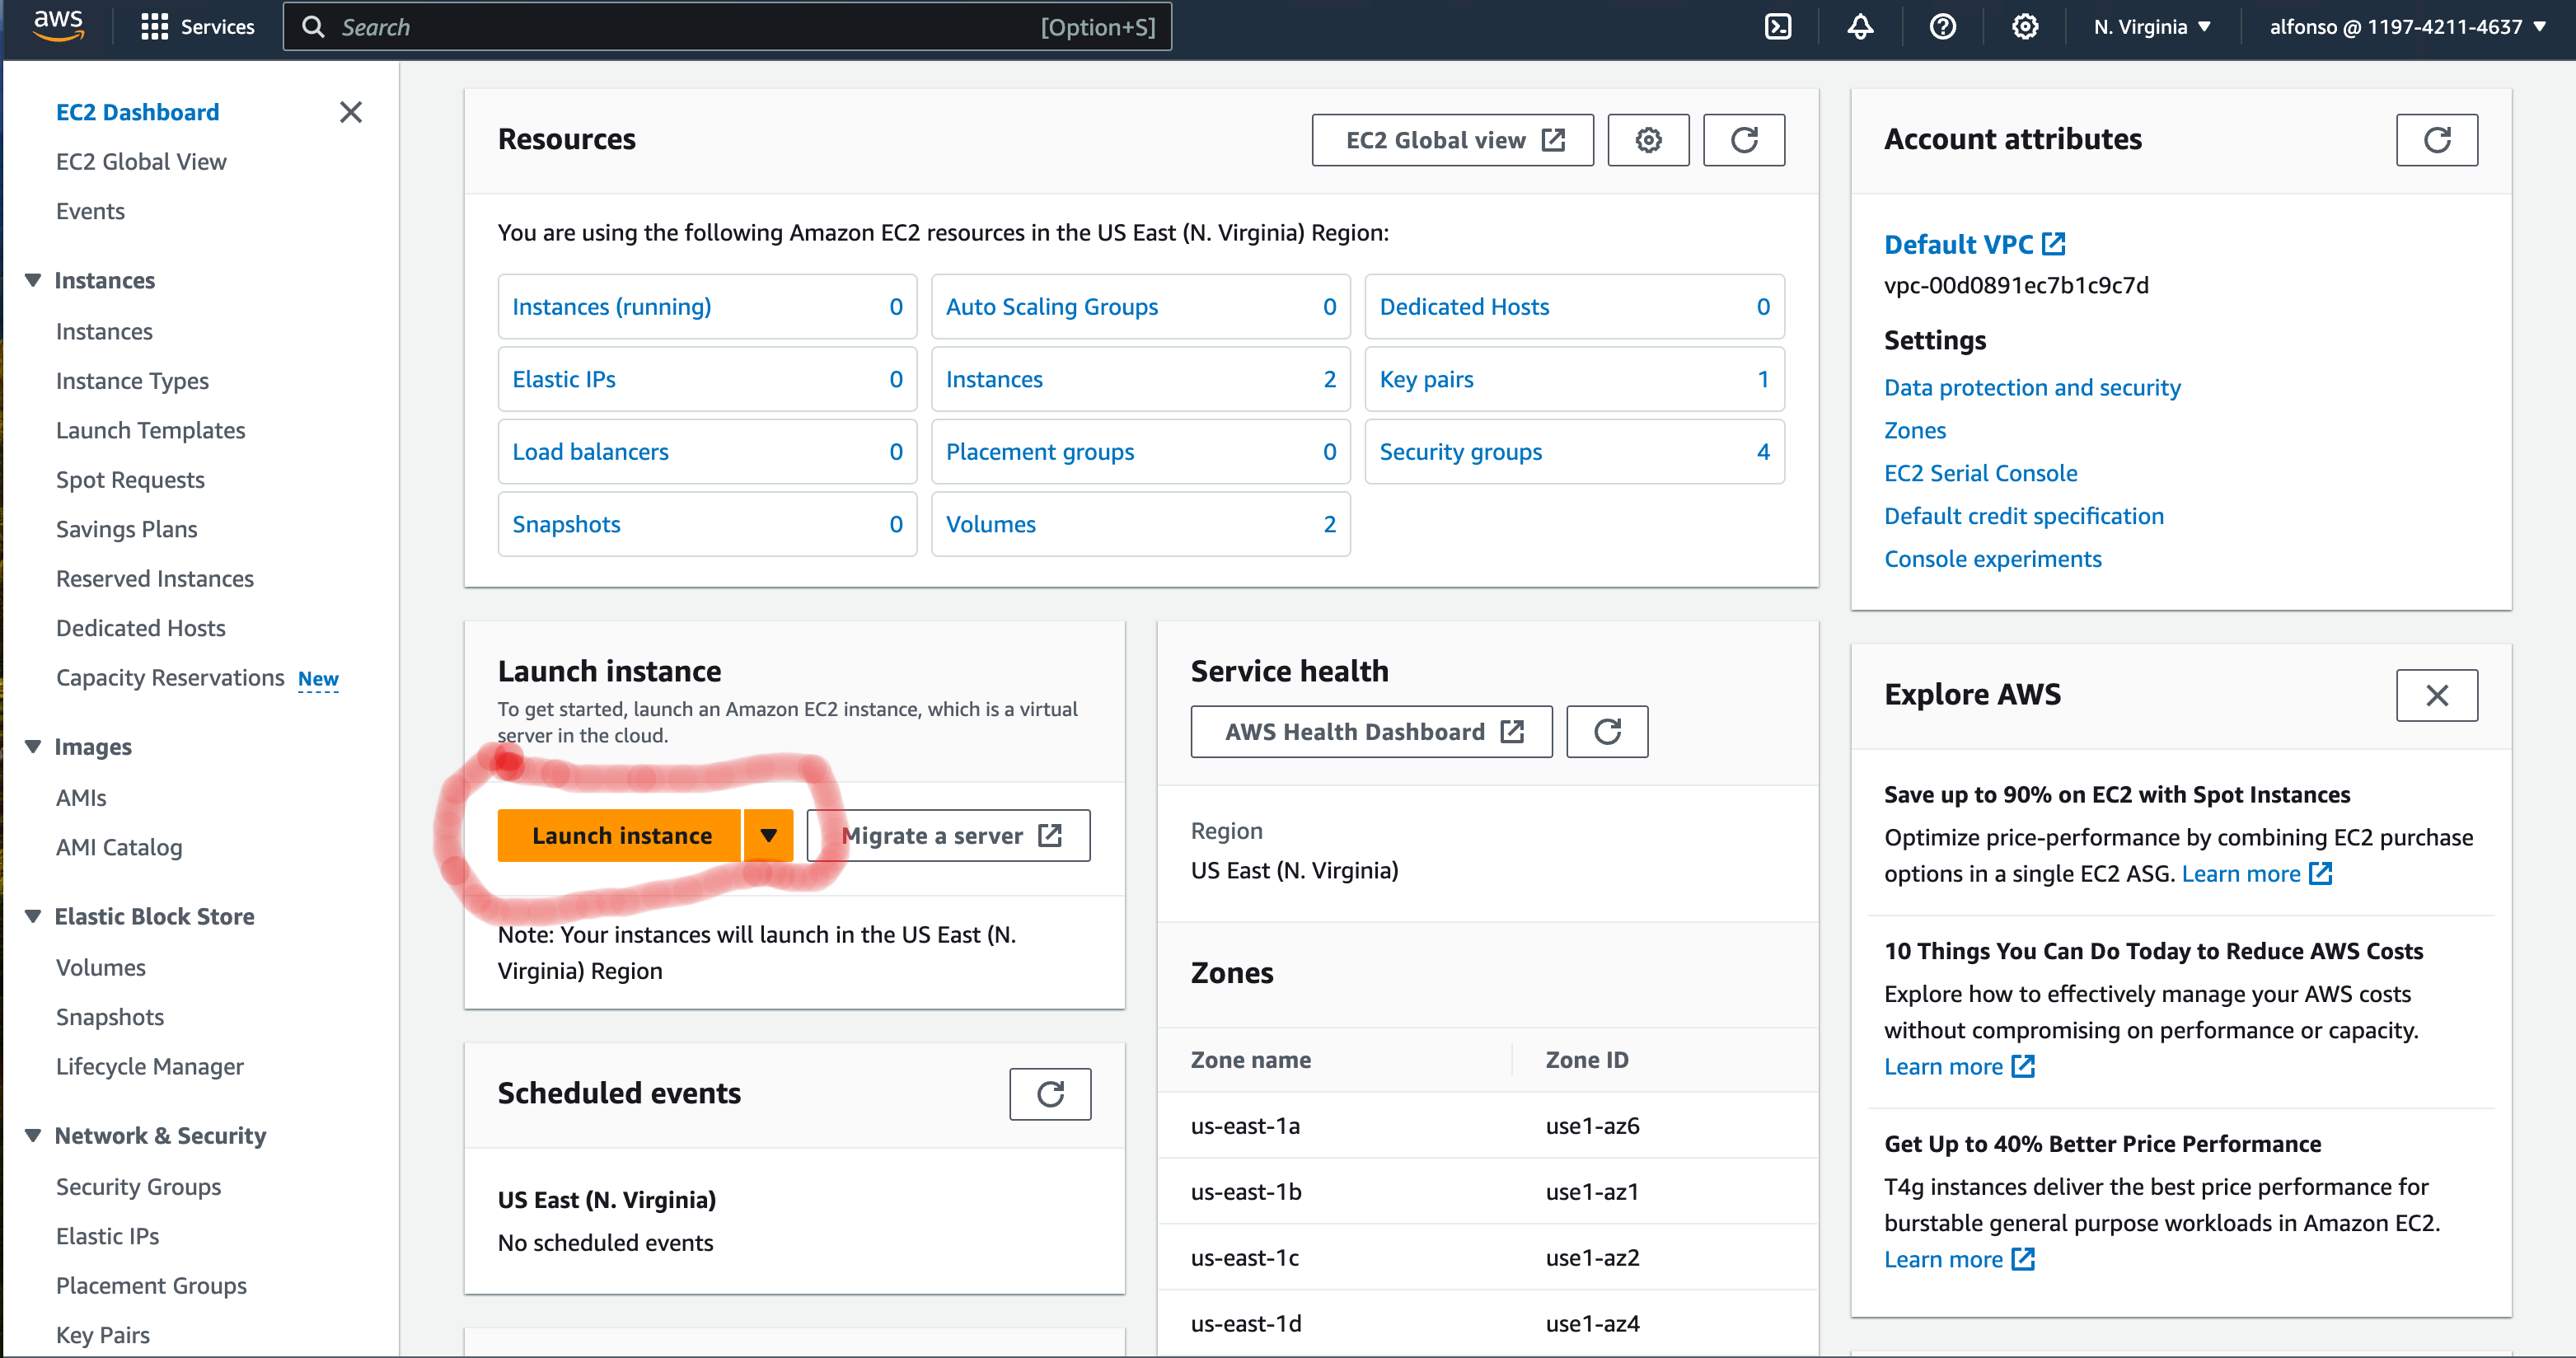 aws
Services
Search
[Option+S]
N. Virginia
alfonso @ 1197-4211-4637
EC2 Dashboard
EC2 Global View
Events
Instances
Instances
Instance Types
Launch Templates
Spot Requests
Savings Plans
Reserved Instances
Dedicated Hosts
Capacity Reservations New
Images
AMIs
AMI Catalog
Elastic Block Store
Volumes
Snapshots
Lifecycle Manager
Network & Security
Security Groups
Elastic IPs
Placement Groups
Key Pairs
Resources
EC2 Global view
You are using the following Amazon EC2 resources in the US East (N. Virginia) Region:
Instances (running) 0
Auto Scaling Groups 0
Dedicated Hosts 0
Elastic IPs 0
Instances 2
Key pairs 1
Load balancers 0
Placement groups 0
Security groups 4
Snapshots 0
Volumes 2
Launch instance
To get started, launch an Amazon EC2 instance, which is a virtual
server in the cloud.
Launch instance
Migrate a server
Note: Your instances will launch in the US East (N.
Virginia) Region
Scheduled events
US East (N. Virginia)
No scheduled events
Service health
AWS Health Dashboard
Region
US East (N. Virginia)
Zones
Zone name Zone ID
us-east-1a use1-az6
us-east-1b use1-az1
us-east-1c use1-az2
us-east-1d use1-az4
Account attributes
Default VPC
vpc-00d0891ec7b1c9c7d
Settings
Data protection and security
Zones
EC2 Serial Console
Default credit specification
Console experiments
Explore AWS
Save up to 90% on EC2 with Spot Instances
Optimize price-performance by combining EC2 purchase
options in a single EC2 ASG. Learn more
10 Things You Can Do Today to Reduce AWS Costs
Explore how to effectively manage your AWS costs
without compromising on performance or capacity.
Learn more
Get Up to 40% Better Price Performance
T4g instances deliver the best price performance for
burstable general purpose workloads in Amazon EC2.
Learn more